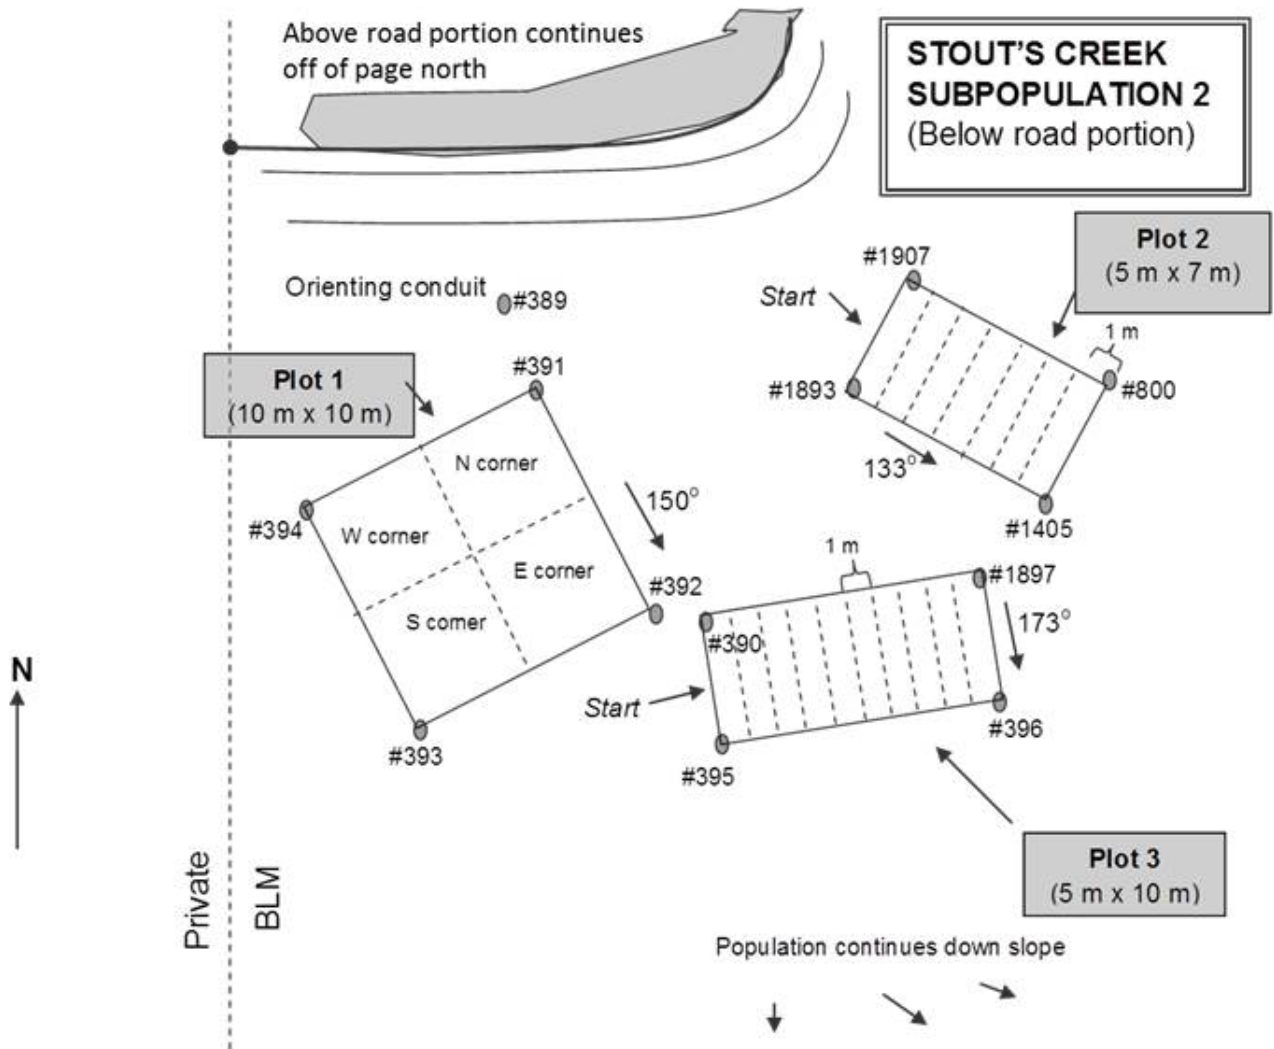 Above road portion continues
off of page north
STOUT'S CREEK
SUBPOPULATION 2
(Below road portion)
Plot 2
(5 m x 7 m)
#1907
Start
Orienting conduit
#389
1 m
#391
Plot 1
(10 m x 10 m)
#1893
#800
N corner
133°
150°
#394
W corner
#1405
E corner
1 m
#392
#1897
S corner
#390
173°
N
Start
#396
#393
#395
Plot 3
(5 m x 10 m)
Private
BLM
Population continues down slope